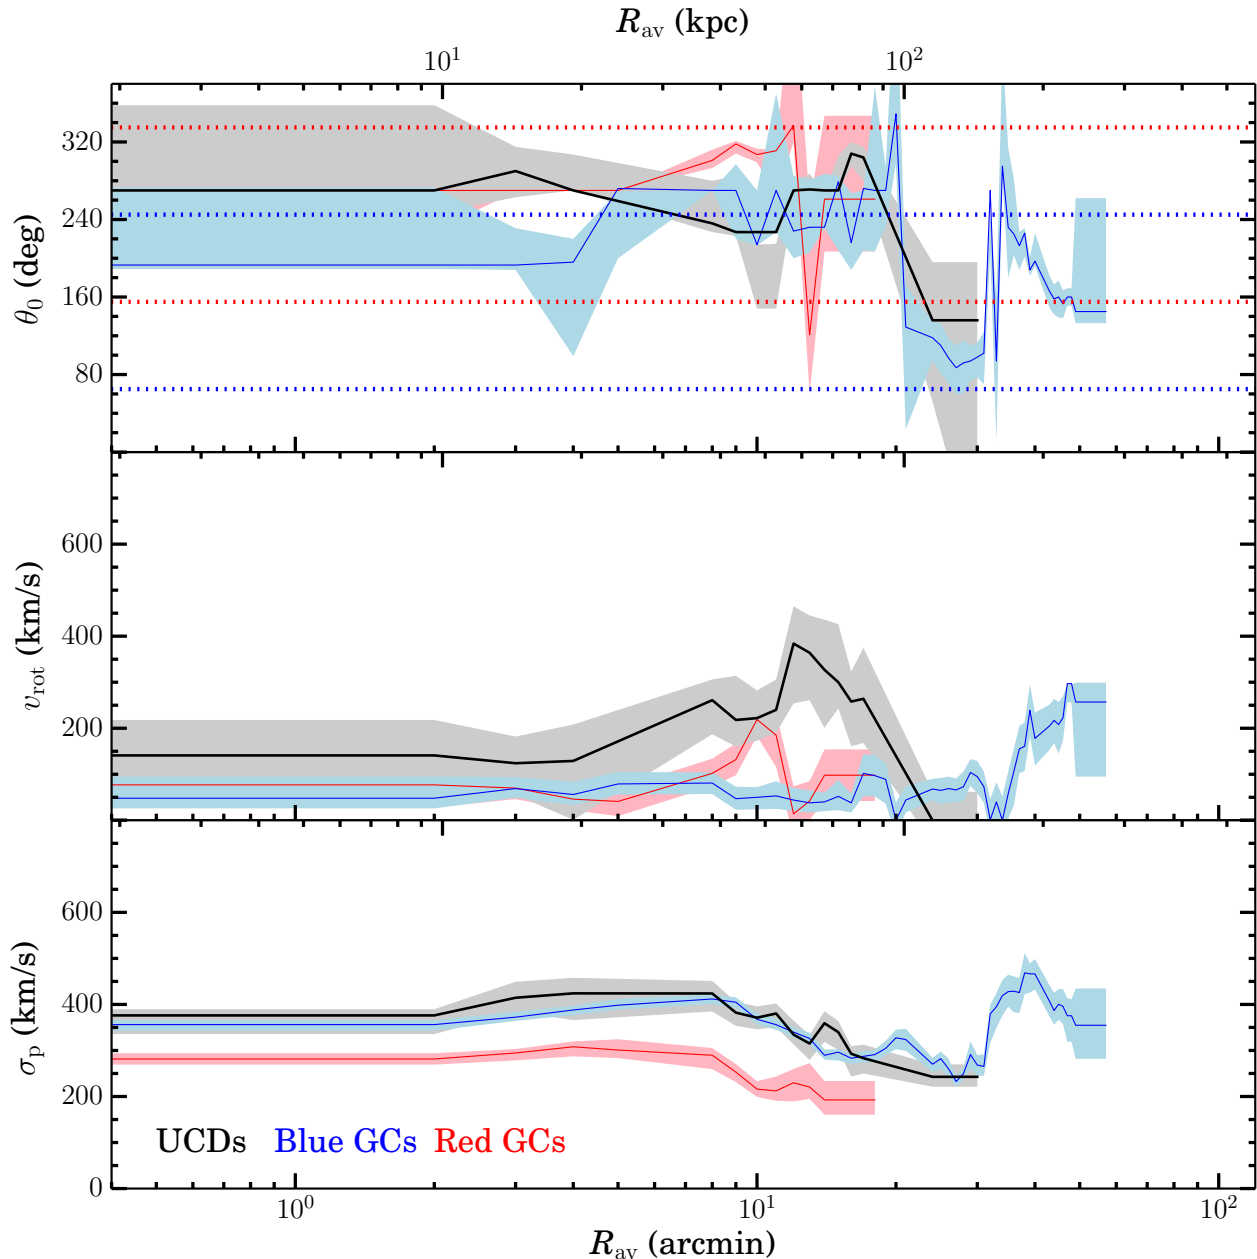 R_av (kpc)
10^1 10^2
320
240
160
80
θ_0 (deg)
600
400
200
v_rot (km/s)
600
400
200
0
σ_p (km/s)
UCDs Blue GCs Red GCs
10^0 10^1 10^2
R_av (arcmin)